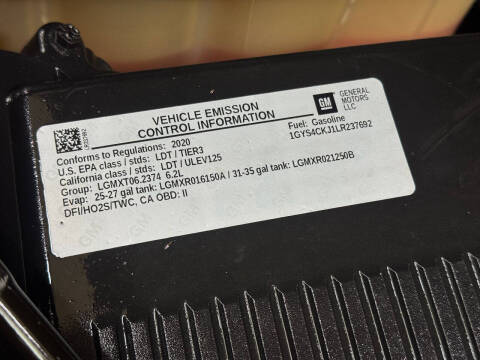 VEHICLE EMISSION
CONTROL INFORMATION
GM
GENERAL
MOTORS
LLC
Conforms to Regulations: 2020
Fuel: Gasoline
U.S. EPA class / stds: LDT / TIER3
1GYS4CKJ1LR237692
California class / stds: LDT / ULEV125
Group: LGMXT06.2374 6.2L
Evap: 25-27 gal tank: LGMXR016150A / 31-35 gal tank: LGMXR021250B
DFI/HO2S/TWC, CA OBD: II
LR237692